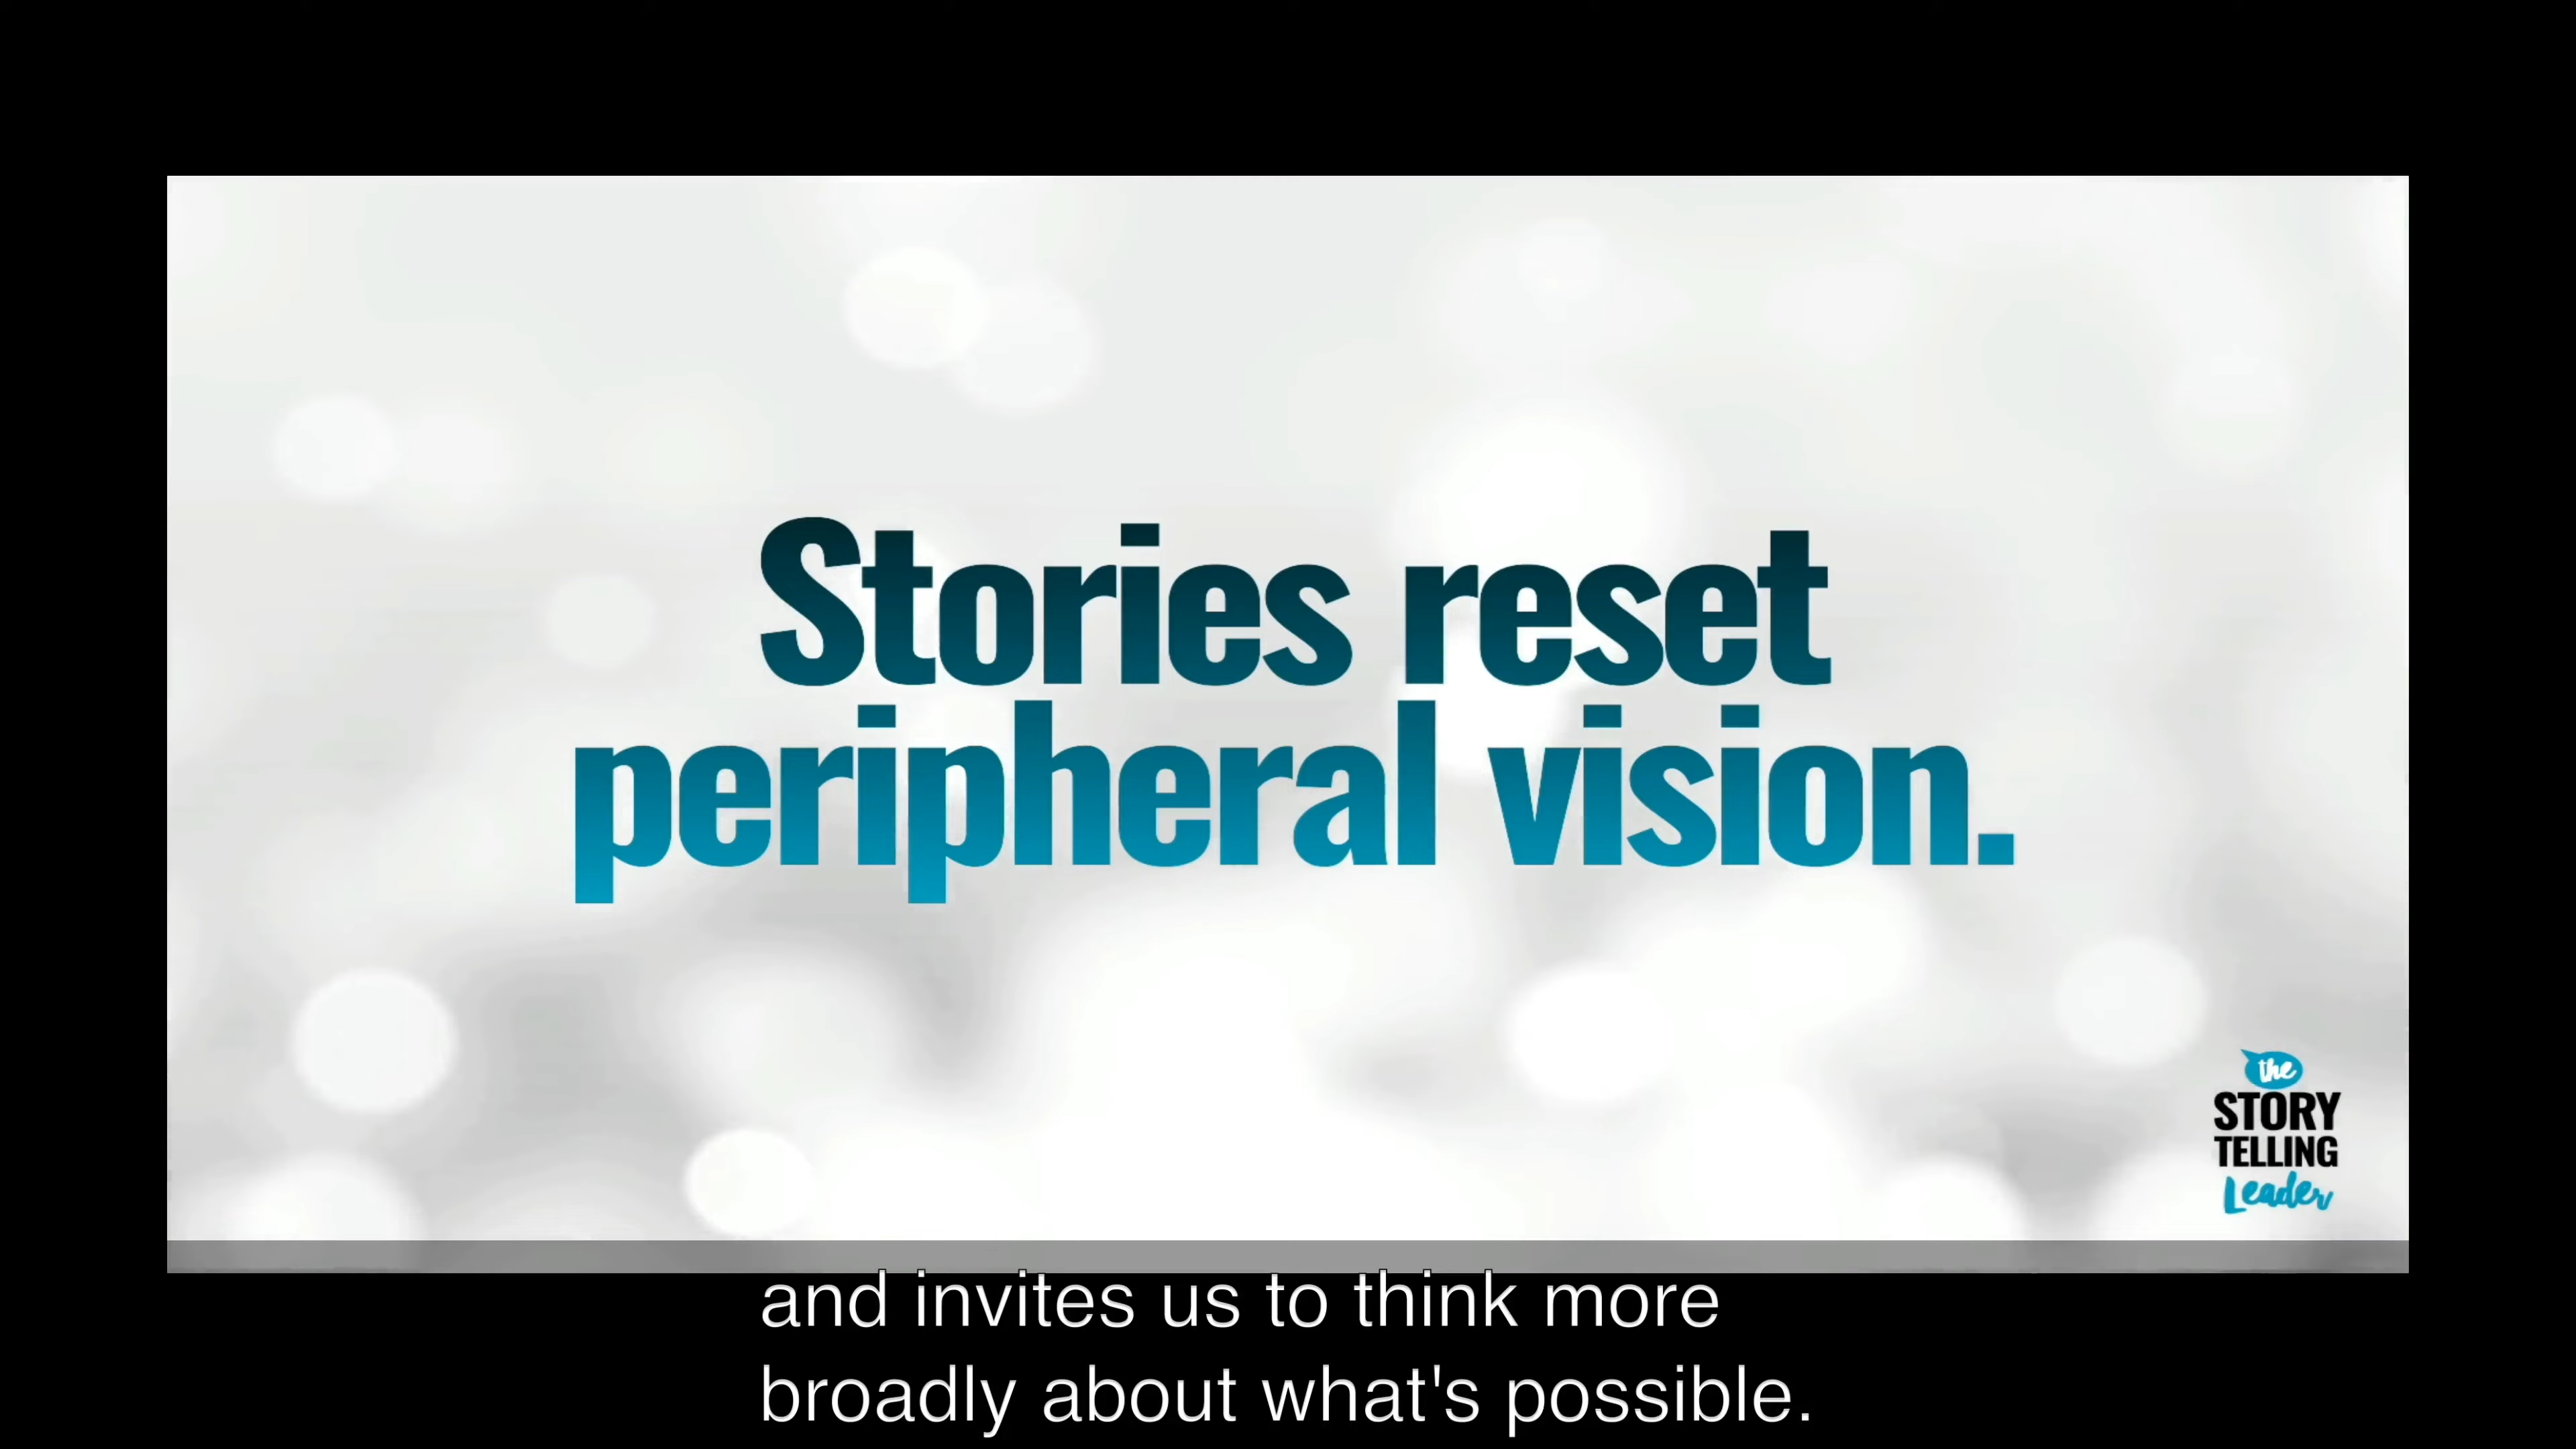 Stories reset
peripheral vision.
the
STORY
TELLING
Leader
and invites us to think more
broadly about what's possible.